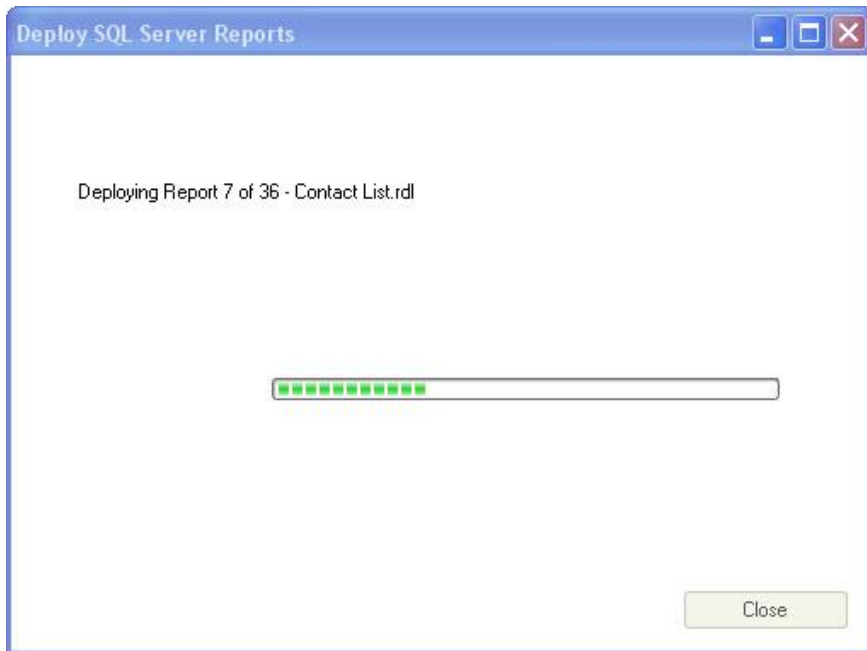 Deploy SQL Server Reports
Deploying Report 7 of 36 - Contact List.rdl
Close